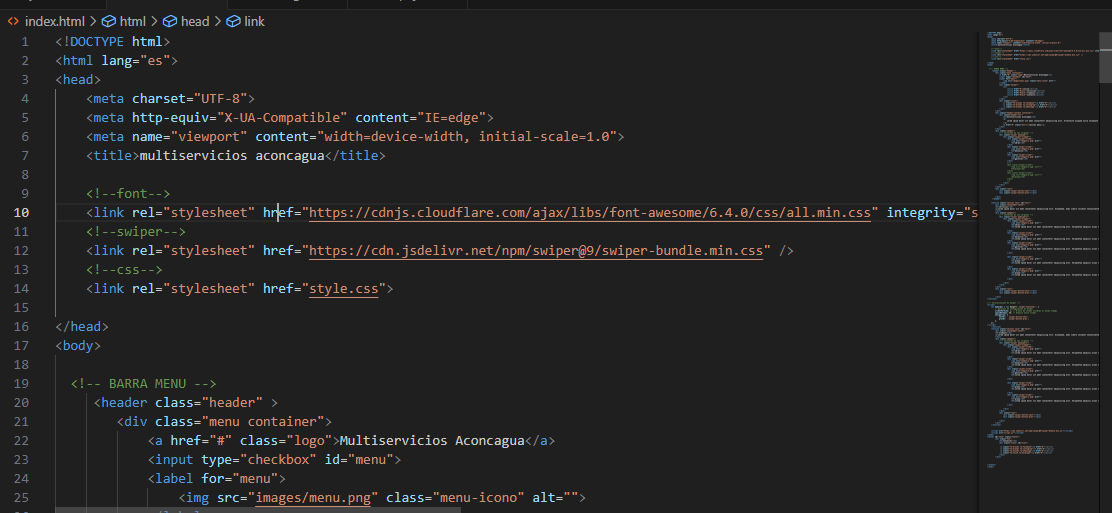 index.html > html > head > link
1 <!DOCTYPE html>
2 <html lang="es">
3 <head>
4 <meta charset="UTF-8">
5 <meta http-equiv="X-UA-Compatible" content="IE=edge">
6 <meta name="viewport" content="width=device-width, initial-scale=1.0">
7 <title>multiservicios aconcagua</title>
8
9 <!--font-->
10 <link rel="stylesheet" href="https://cdnjs.cloudflare.com/ajax/libs/font-awesome/6.4.0/css/all.min.css" integrity="s
11 <!--swiper-->
12 <link rel="stylesheet" href="https://cdn.jsdelivr.net/npm/swiper@9/swiper-bundle.min.css" />
13 <!--css-->
14 <link rel="stylesheet" href="style.css">
15
16 </head>
17 <body>
18
19 <!-- BARRA MENU -->
20 <header class="header" >
21 <div class="menu container">
22 <a href="#" class="logo">Multiservicios Aconcagua</a>
23 <input type="checkbox" id="menu">
24 <label for="menu">
25 <img src="images/menu.png" class="menu-icono" alt="">